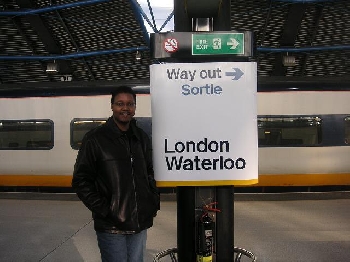 EXIT
Way out
Sortie
London
Waterloo